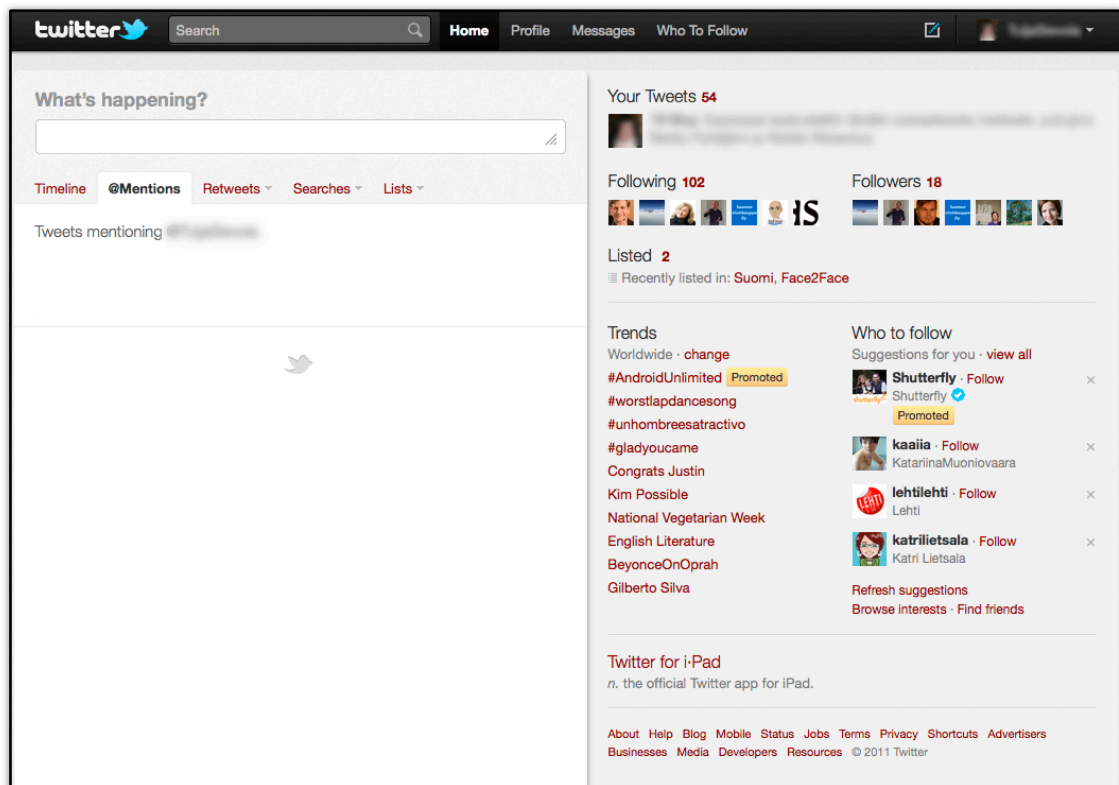 twitter
Search
Home Profile Messages Who To Follow
What's happening?
Timeline @Mentions Retweets Searches Lists
Tweets mentioning
Your Tweets 54
Following 102
Followers 18
Listed 2
Recently listed in: Suomi, Face2Face
Trends
Worldwide · change
#AndroidUnlimited Promoted
#worstlapdancesong
#unhombreesatractivo
#gladyoucame
Congrats Justin
Kim Possible
National Vegetarian Week
English Literature
BeyonceOnOprah
Gilberto Silva
Who to follow
Suggestions for you · view all
Shutterfly · Follow
Shutterfly
Promoted
kaaiia · Follow
KatariinaMuoniovaara
lehtilehti · Follow
Lehti
katrilietsala · Follow
Katri Lietsala
Refresh suggestions
Browse interests · Find friends
Twitter for i·Pad
n. the official Twitter app for iPad.
About Help Blog Mobile Status Jobs Terms Privacy Shortcuts Advertisers
Businesses Media Developers Resources © 2011 Twitter